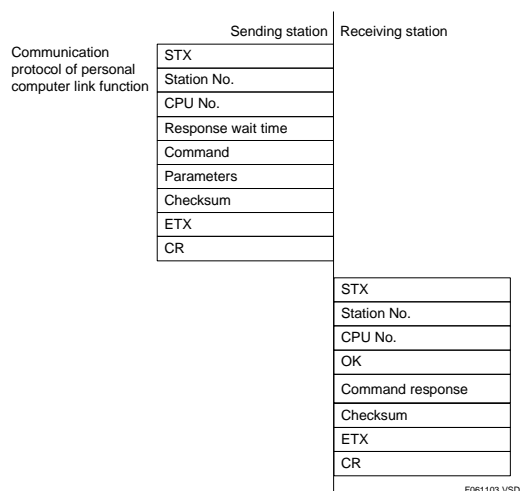 Sending station
Receiving station
Communication
protocol of personal
computer link function
STX
Station No.
CPU No.
Response wait time
Command
Parameters
Checksum
ETX
CR
STX
Station No.
CPU No.
OK
Command response
Checksum
ETX
CR
F061103.VSD